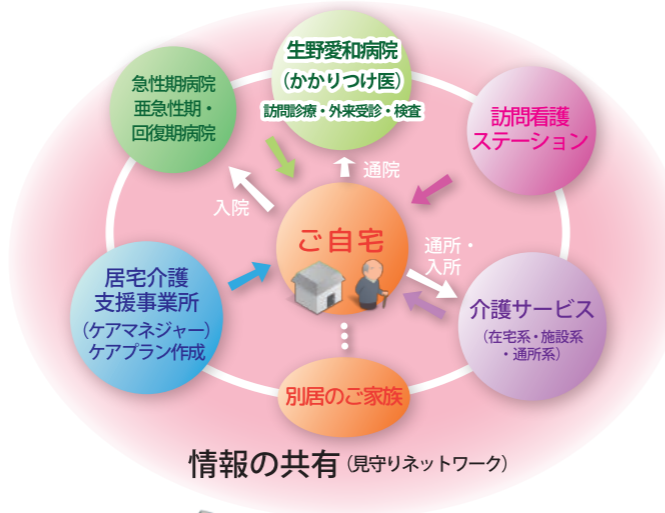 生野愛和病院
（かかりつけ医）
訪問診療・外来受診・検査
急性期病院
亜急性期・
回復期病院
訪問看護
ステーション
通院
入院
ご自宅
通所・
入所
居宅介護
支援事業所
（ケアマネジャー）
ケアプラン作成
介護サービス
（在宅系・施設系
・通所系）
別居のご家族
情報の共有（見守りネットワーク）